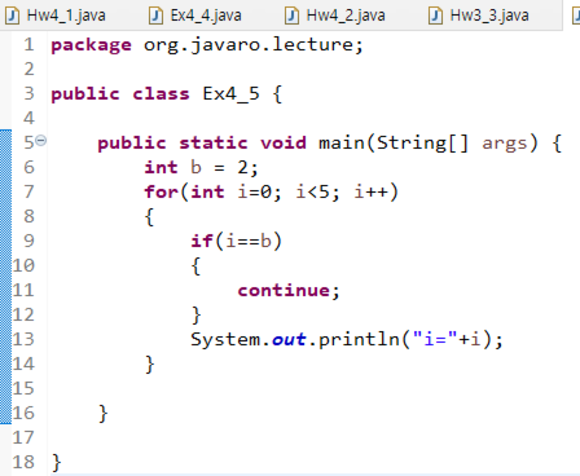 Hw4_1.java Ex4_4.java Hw4_2.java Hw3_3.java
1 package org.javaro.lecture;
2
3 public class Ex4_5 {
4
5 public static void main(String[] args) {
6 int b = 2;
7 for(int i=0; i<5; i++)
8 {
9 if(i==b)
10 {
11 continue;
12 }
13 System.out.println("i="+i);
14 }
15
16 }
17
18 }